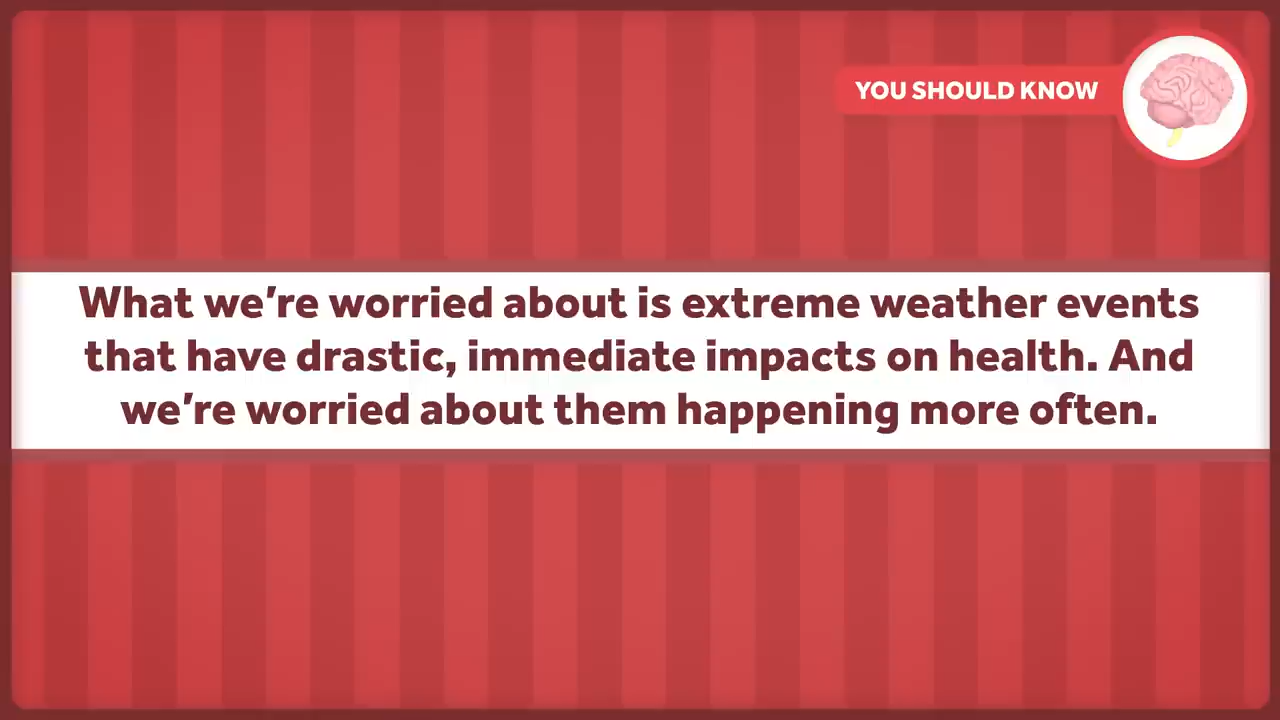 YOU SHOULD KNOW
What we're worried about is extreme weather events
that have drastic, immediate impacts on health. And
we're worried about them happening more often.